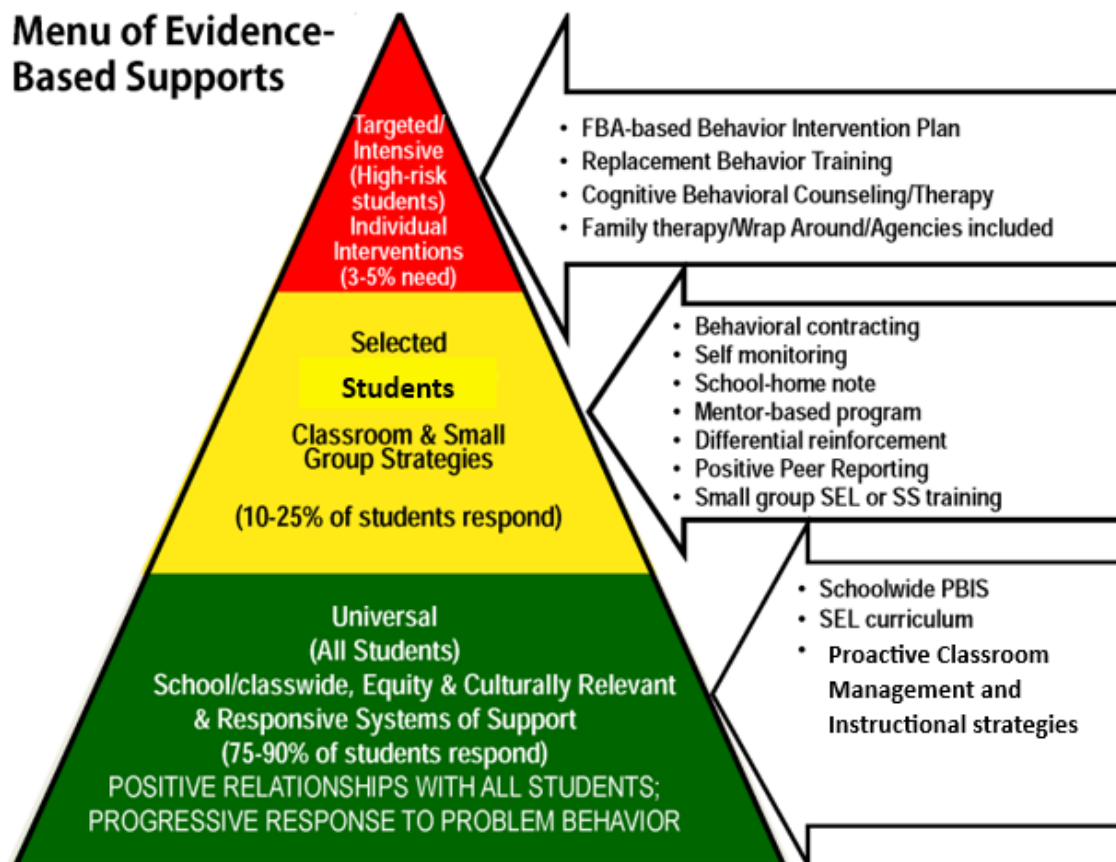 Menu of Evidence-
Based Supports
Targeted/
Intensive
(High-risk
students)
Individual
Interventions
(3-5% need)
• FBA-based Behavior Intervention Plan
• Replacement Behavior Training
• Cognitive Behavioral Counseling/Therapy
• Family therapy/Wrap Around/Agencies included
Selected
Students
Classroom & Small
Group Strategies
(10-25% of students respond)
• Behavioral contracting
• Self monitoring
• School-home note
• Mentor-based program
• Differential reinforcement
• Positive Peer Reporting
• Small group SEL or SS training
Universal
(All Students)
School/classwide, Equity & Culturally Relevant
& Responsive Systems of Support
(75-90% of students respond)
POSITIVE RELATIONSHIPS WITH ALL STUDENTS;
PROGRESSIVE RESPONSE TO PROBLEM BEHAVIOR
• Schoolwide PBIS
• SEL curriculum
• Proactive Classroom
Management and
Instructional strategies